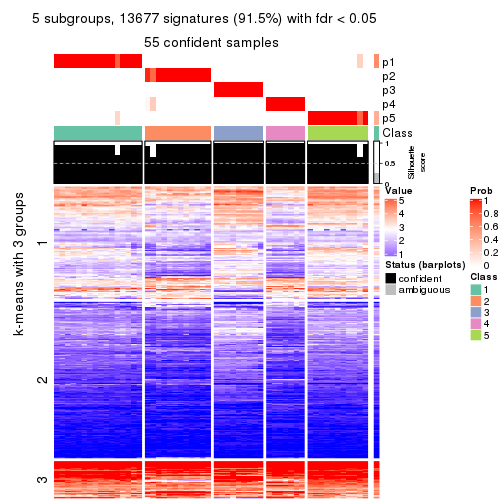 5 subgroups, 13677 signatures (91.5%) with fdr < 0.05
55 confident samples
p1
p2
p3
p4
p5
Class
1
0.5
0
Silhouette
score
k-means with 3 groups
1
2
3
Value
5
4
3
2
1
Status (barplots)
confident
ambiguous
Prob
1
0.8
0.6
0.4
0.2
0
Class
1
2
3
4
5